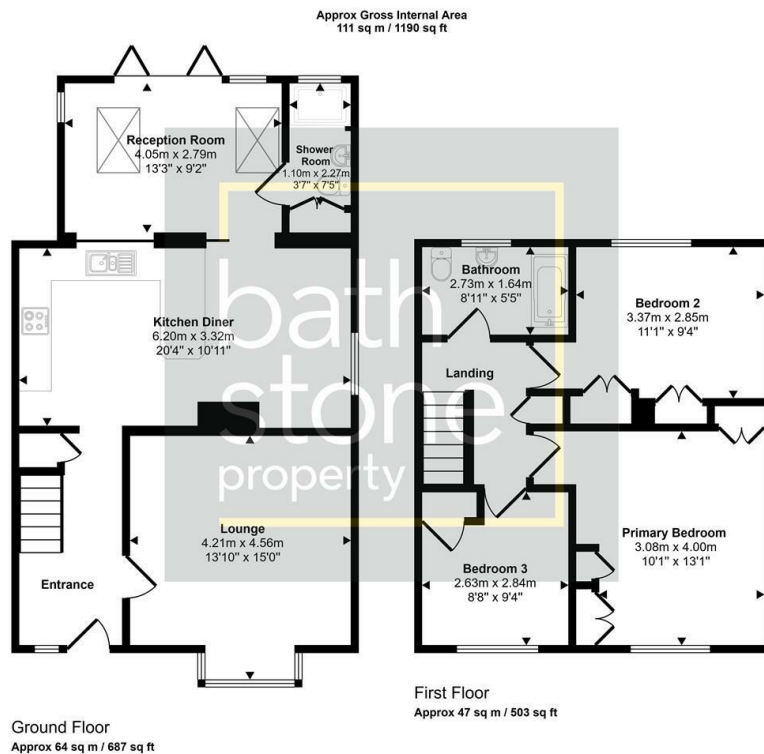 Approx Gross Internal Area
111 sq m / 1190 sq ft
Reception Room
4.05m x 2.79m
13'3" x 9'2"
Shower
Room
1.10m x 2.27m
3'7" x 7'5"
Kitchen Diner
6.20m x 3.32m
20'4" x 10'11"
Lounge
4.21m x 4.56m
13'10" x 15'0"
Entrance
Ground Floor
Approx 64 sq m / 687 sq ft
Bathroom
2.73m x 1.64m
8'11" x 5'5"
Bedroom 2
3.37m x 2.85m
11'1" x 9'4"
Landing
Primary Bedroom
3.08m x 4.00m
10'1" x 13'1"
Bedroom 3
2.63m x 2.84m
8'8" x 9'4"
First Floor
Approx 47 sq m / 503 sq ft
bath
stone
property